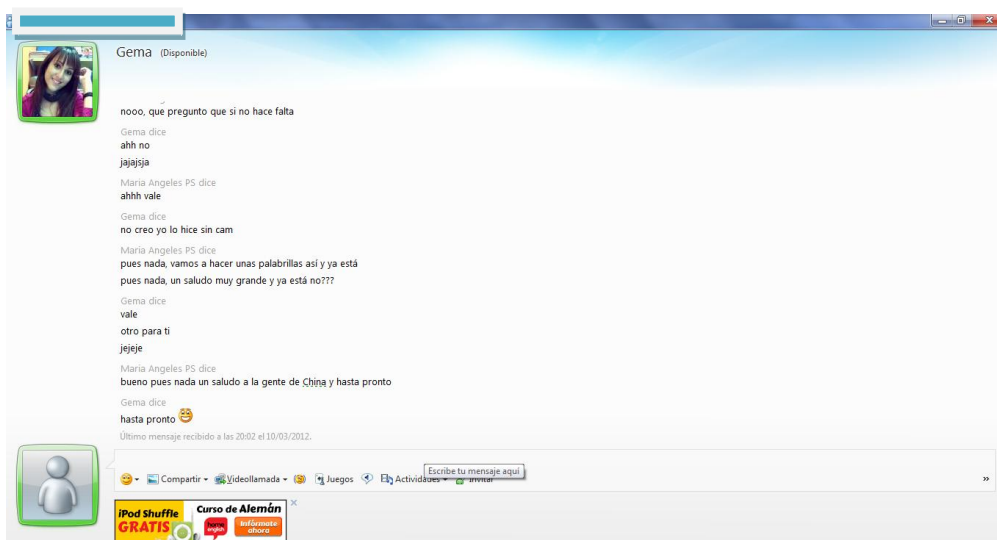 Gema (Disponible)
nooo, que pregunto que si no hace falta
Gema dice
ahh no
jajajsja
Maria Angeles PS dice
ahhh vale
Gema dice
no creo yo lo hice sin cam
Maria Angeles PS dice
pues nada, vamos a hacer unas palabrillas asi y ya está
pues nada, un saludo muy grande y ya está no???
Gema dice
vale
otro para ti
jejeje
Maria Angeles PS dice
bueno pues nada un saludo a la gente de China y hasta pronto
Gema dice
hasta pronto
Último mensaje recibido a las 20:02 el 10/03/2012.
Escribe tu mensaje aquí
Compartir Videollamada Juegos Actividades Invitar
iPod Shuffle Curso de Alemán
GRATIS home english Infórmate ahora